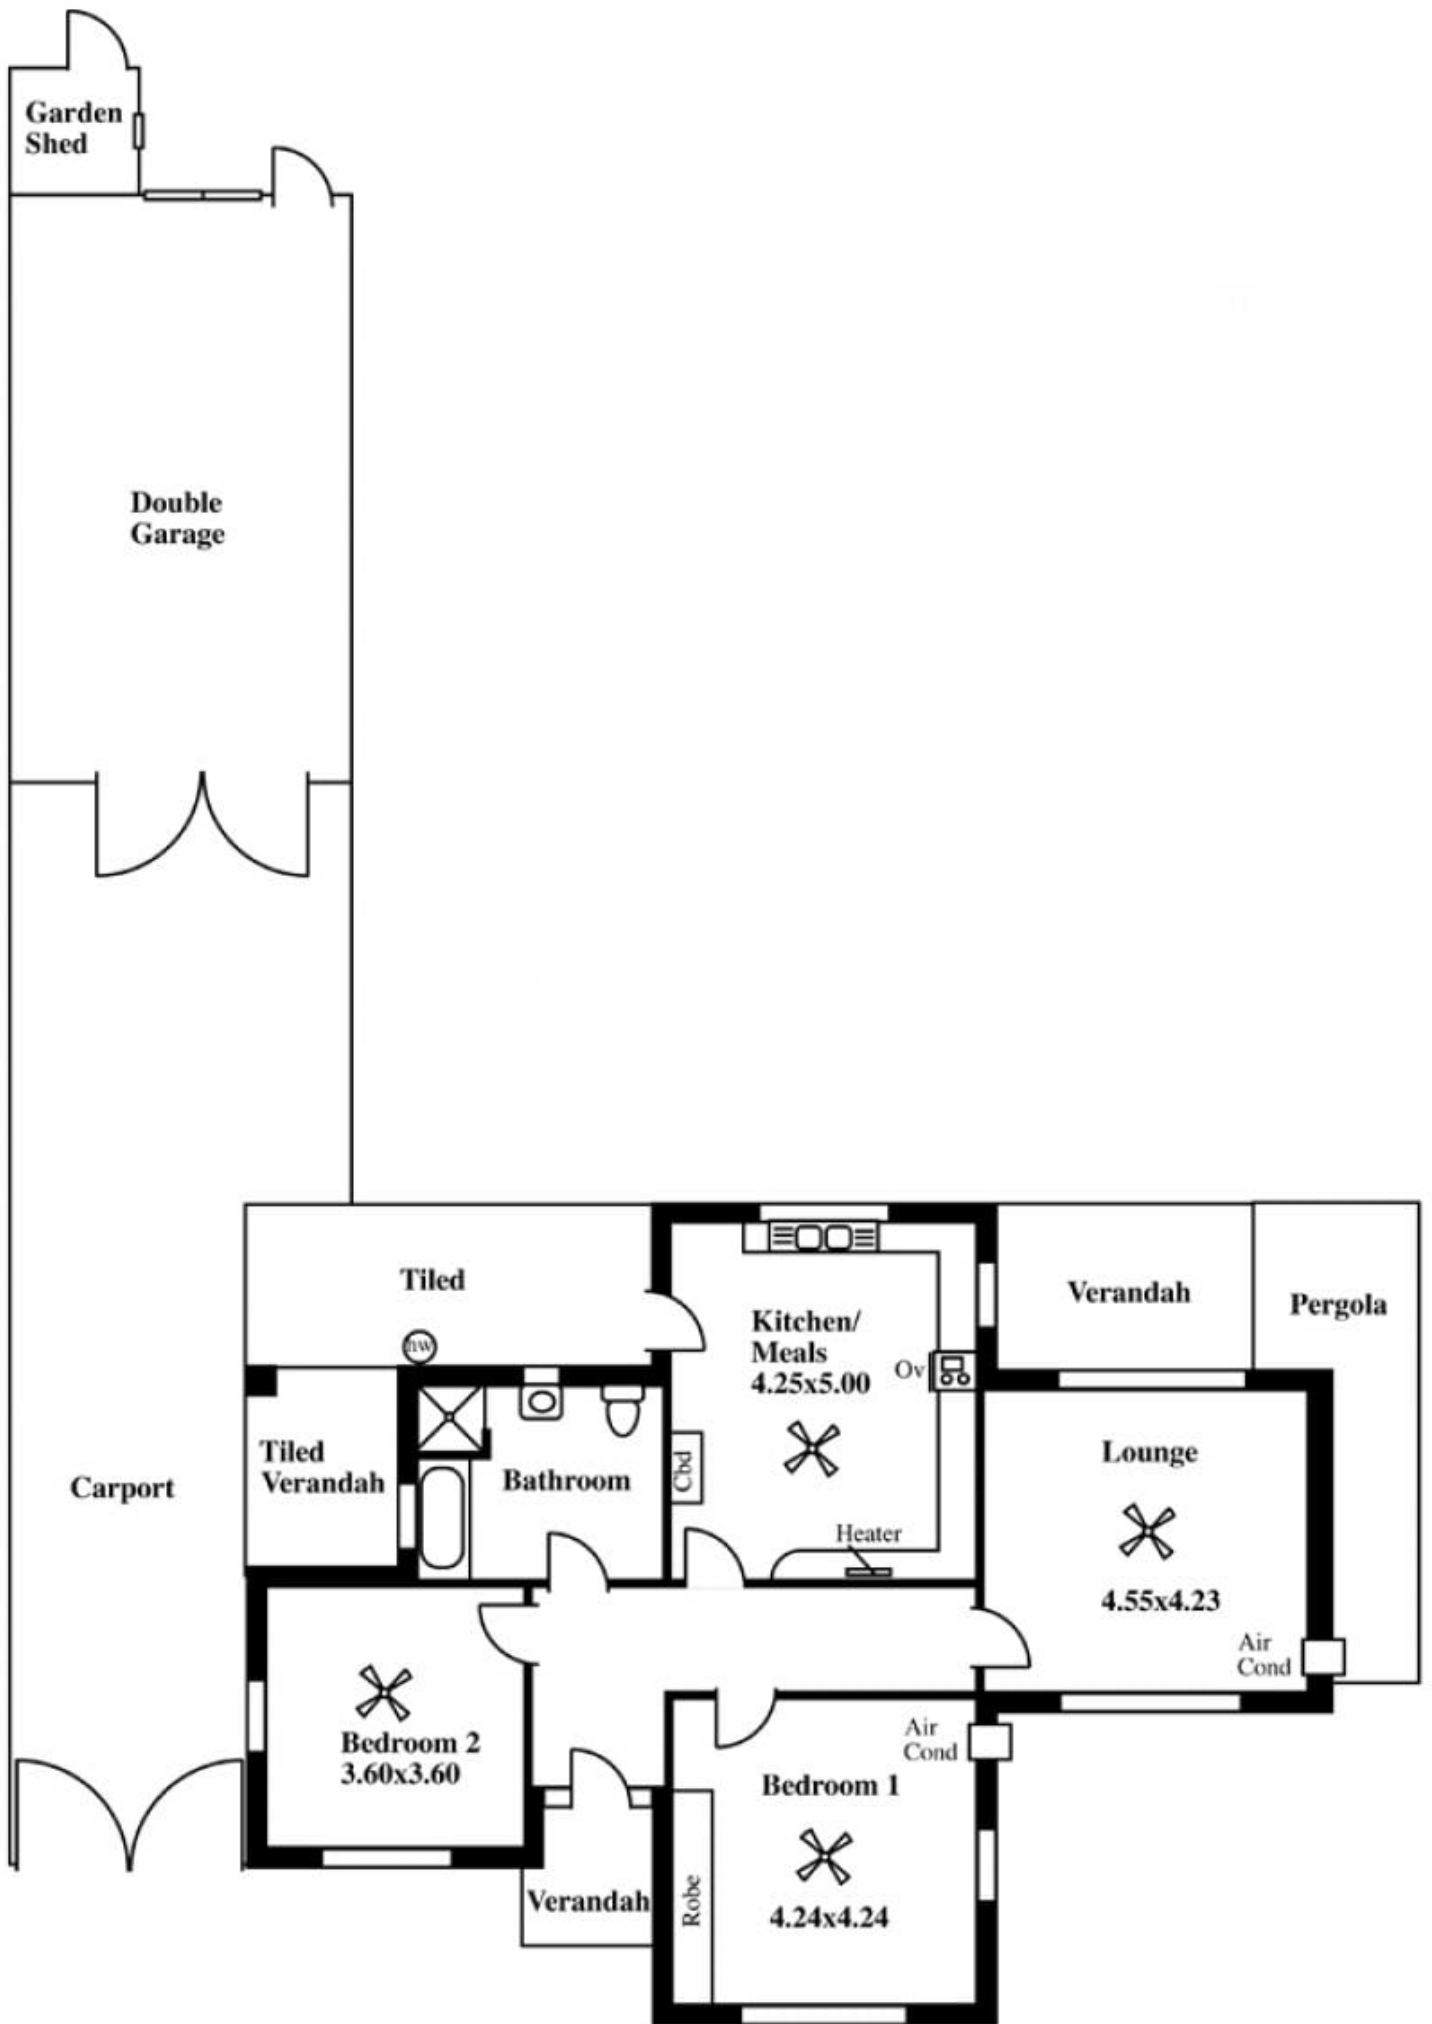 Garden
Shed
Double
Garage
Tiled
hw
Kitchen/
Meals
4.25x5.00
Ov
Verandah
Pergola
Carport
Tiled
Verandah
Bathroom
Cbd
Heater
Lounge
4.55x4.23
Air
Cond
Bedroom 2
3.60x3.60
Air
Cond
Bedroom 1
4.24x4.24
Robe
Verandah